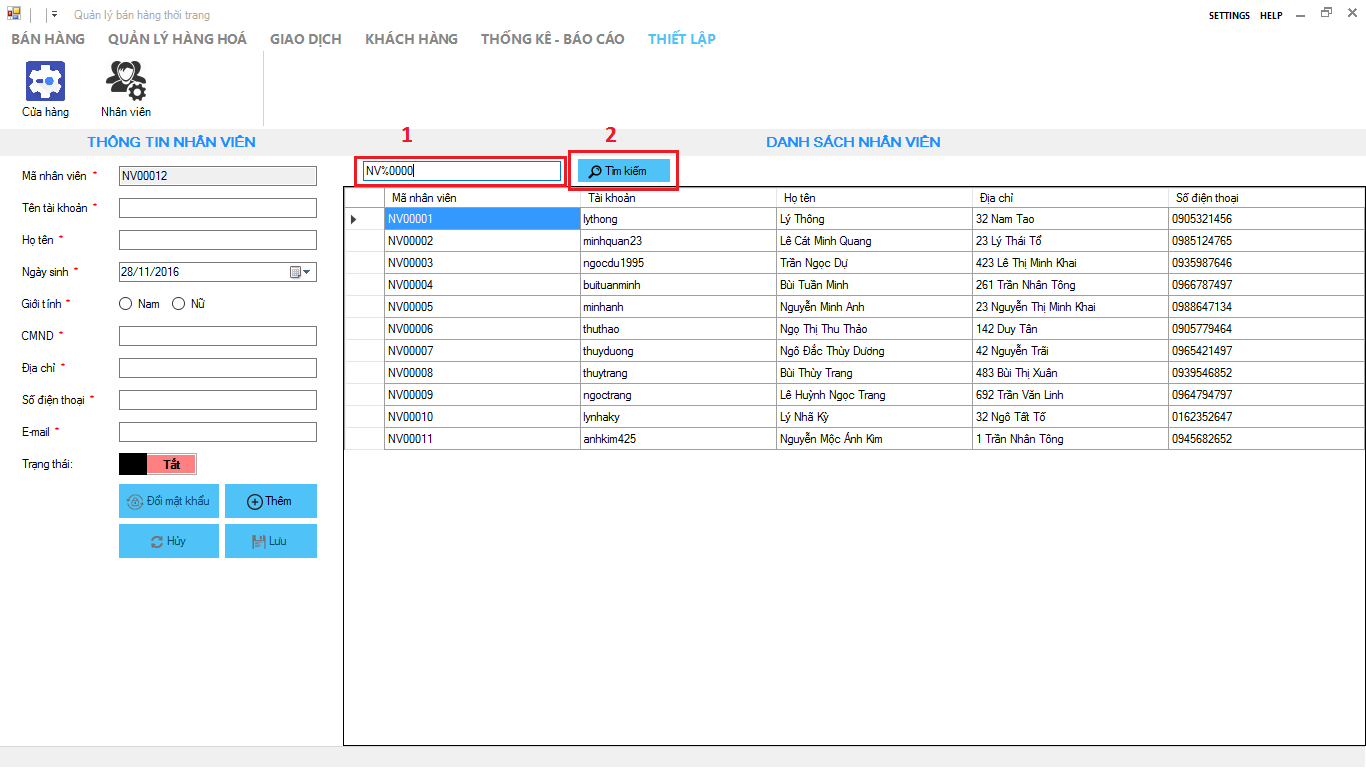 Quản lý bán hàng thời trang
SETTINGS HELP
BÁN HÀNG QUẢN LÝ HÀNG HOÁ GIAO DỊCH KHÁCH HÀNG THỐNG KÊ - BÁO CÁO THIẾT LẬP
Cửa hàng Nhân viên
THÔNG TIN NHÂN VIÊN
Mã nhân viên * NV00012
Tên tài khoản *
Họ tên *
Ngày sinh * 28/11/2016
Giới tính * Nam Nữ
CMND *
Địa chỉ *
Số điện thoại *
E-mail *
Trạng thái: Tắt
Đổi mật khẩu Thêm
Hủy Lưu
DANH SÁCH NHÂN VIÊN
1 2
NV%0000 Tìm kiếm
Mã nhân viên Tài khoản Họ tên Địa chỉ Số điện thoại
NV00001 lythong Lý Thông 32 Nam Tao 0905321456
NV00002 minhquan23 Lê Cát Minh Quang 23 Lý Thái Tổ 0985124765
NV00003 ngocdu1995 Trần Ngọc Dự 423 Lê Thị Minh Khai 0935987646
NV00004 buituanminh Bùi Tuấn Minh 261 Trần Nhân Tông 0966787497
NV00005 minhanh Nguyễn Minh Anh 23 Nguyễn Thị Minh Khai 0988647134
NV00006 thuthao Ngọ Thị Thu Thảo 142 Duy Tân 0905779464
NV00007 thuyduong Ngô Đắc Thùy Dương 42 Nguyễn Trãi 0965421497
NV00008 thuytrang Bùi Thùy Trang 483 Bùi Thị Xuân 0939546852
NV00009 ngoctrang Lê Huỳnh Ngọc Trang 692 Trần Văn Linh 0964794797
NV00010 lynhaky Lý Nhã Kỳ 32 Ngô Tất Tố 0162352647
NV00011 anhkim425 Nguyễn Mộc Ánh Kim 1 Trần Nhân Tông 0945682652